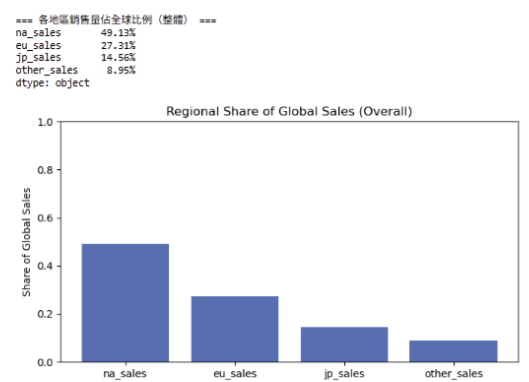 === 各地區銷售量佔全球比例 (整體) ===
na_sales 49.13%
eu_sales 27.31%
jp_sales 14.56%
other_sales 8.95%
dtype: object
Regional Share of Global Sales (Overall)
1.0
0.8
0.6
0.4
0.2
0.0
Share of Global Sales
na_sales eu_sales jp_sales other_sales